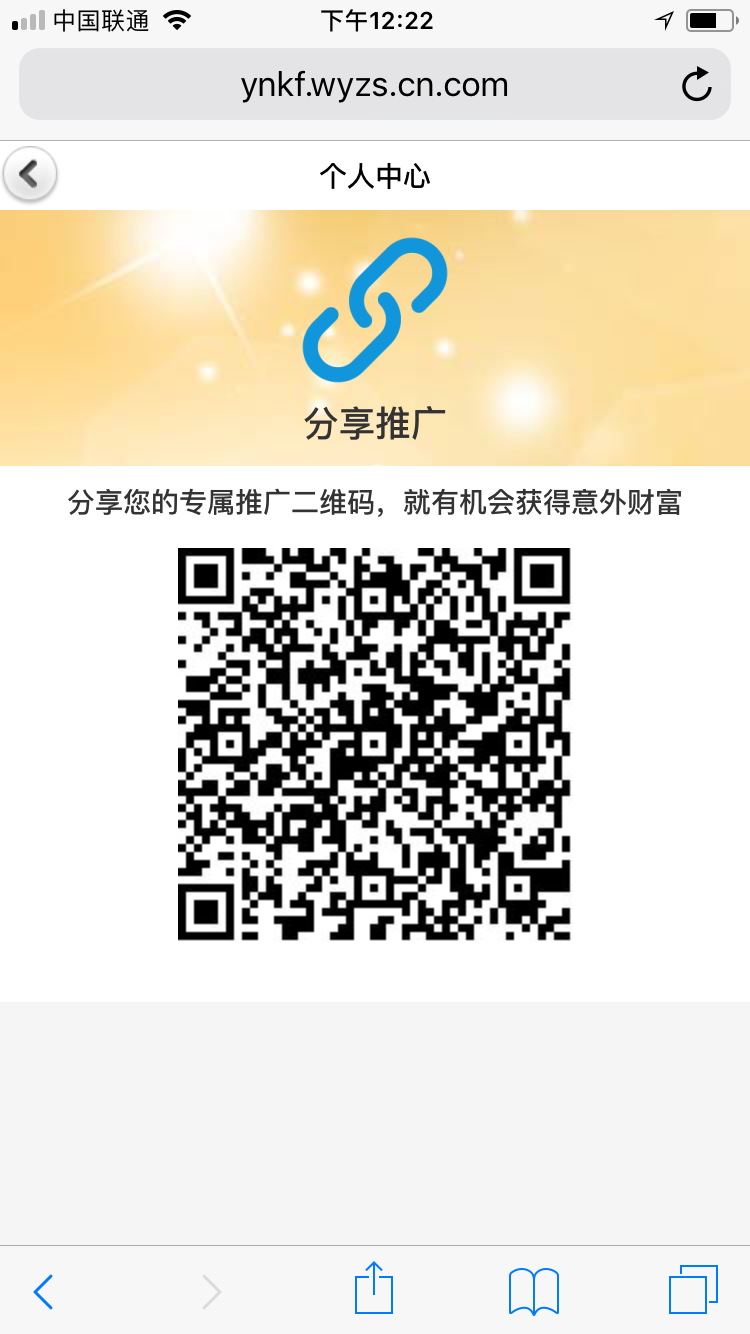 中国联通
下午12:22
ynkf.wyzs.cn.com
个人中心
分享推广
分享您的专属推广二维码，就有机会获得意外财富